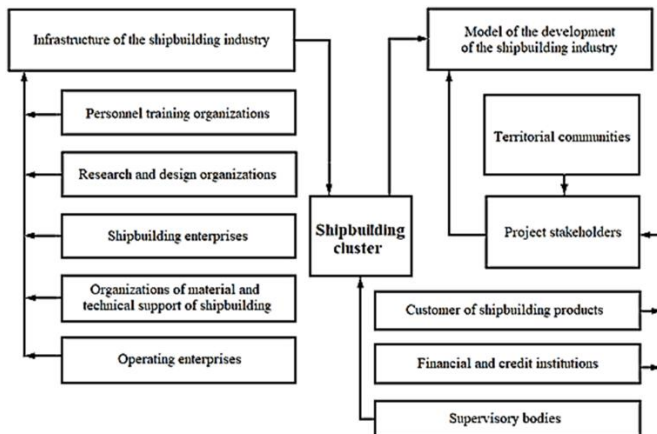 Infrastructure of the shipbuilding industry
Personnel training organizations
Research and design organizations
Shipbuilding enterprises
Organizations of material and
technical support of shipbuilding
Operating enterprises
Shipbuilding
cluster
Model of the development
of the shipbuilding industry
Territorial communities
Project stakeholders
Customer of shipbuilding products
Financial and credit institutions
Supervisory bodies